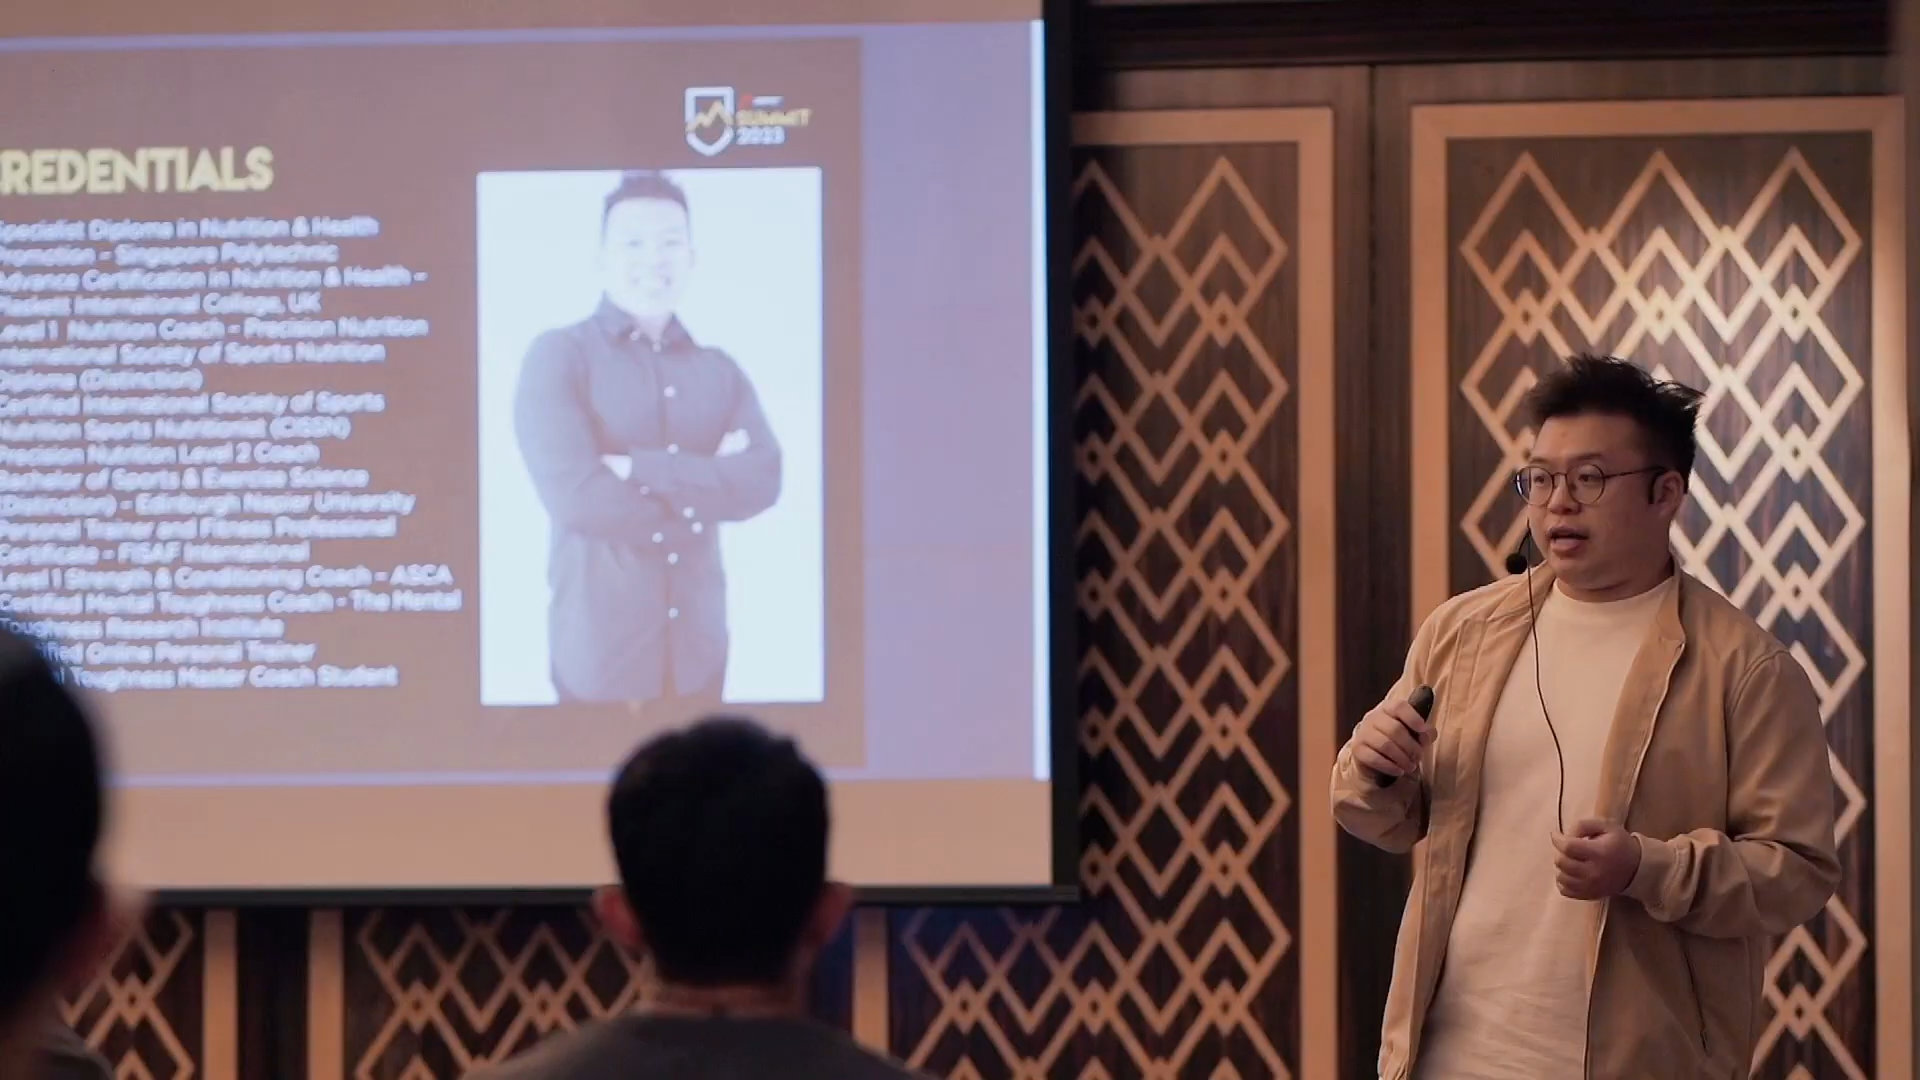 SUMMIT
2023
REDENTIALS
Specialist Diploma in Nutrition & Health
Promotion - Singapore Polytechnic
Advance Certification in Nutrition & Health -
International College, UK
Level 1 Nutrition Coach - Precision Nutrition
International Society of Sports Nutrition
Diploma (Distinction)
Certified International Society of Sports
Nutrition Sports Nutritionist (CISSN)
Precision Nutrition Level 2 Coach
Bachelor of Sports & Exercise Science
(Distinction) - Edinburgh Napier University
Personal Trainer and Fitness Professional
Certificate - FISAF International
Level 1 Strength & Conditioning Coach - ASCA
Certified Mental Toughness Coach - The Mental
Toughness Research Institute
ified Online Personal Trainer
l Toughness Master Coach Student